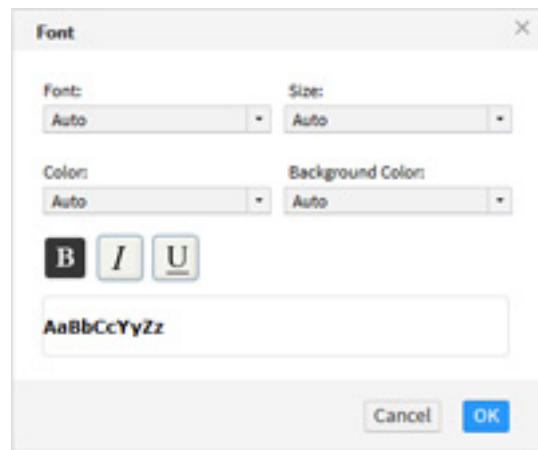 Font
Font: Size:
Auto Auto
Color: Background Color:
Auto Auto
B I U
AaBbCcYyZz
Cancel OK